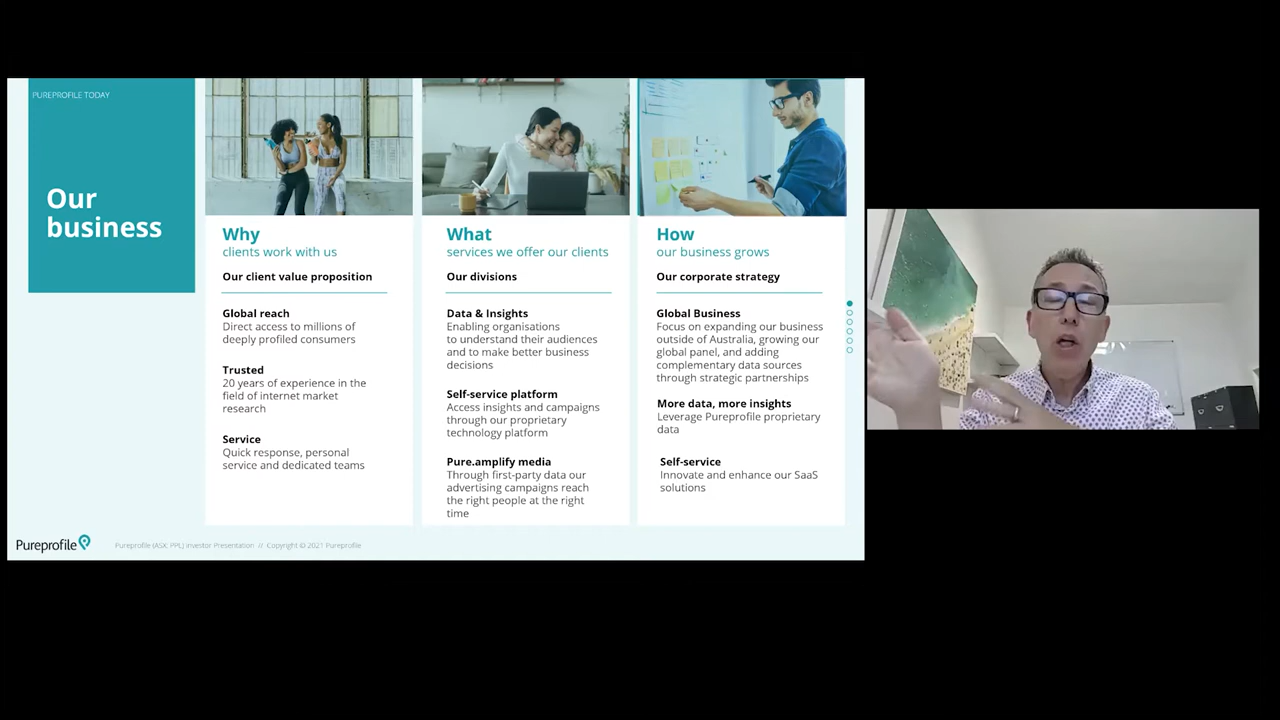 PUREPROFILE TODAY
Our
business
Why
clients work with us
Our client value proposition
Global reach
Direct access to millions of
deeply profiled consumers
Trusted
20 years of experience in the
field of internet market
research
Service
Quick response, personal
service and dedicated teams
What
services we offer our clients
Our divisions
Data & Insights
Enabling organisations
to understand their audiences
and to make better business
decisions
Self-service platform
Access insights and campaigns
through our proprietary
technology platform
Pure.amplify media
Through first-party data our
advertising campaigns reach
the right people at the right
time
How
our business grows
Our corporate strategy
Global Business
Focus on expanding our business
outside of Australia, growing our
global panel, and adding
complementary data sources
through strategic partnerships
More data, more insights
Leverage Pureprofile proprietary
data
Self-service
Innovate and enhance our SaaS
solutions
Pureprofile
Pureprofile (ASX: PPL) Investor Presentation // Copyright © 2021 Pureprofile